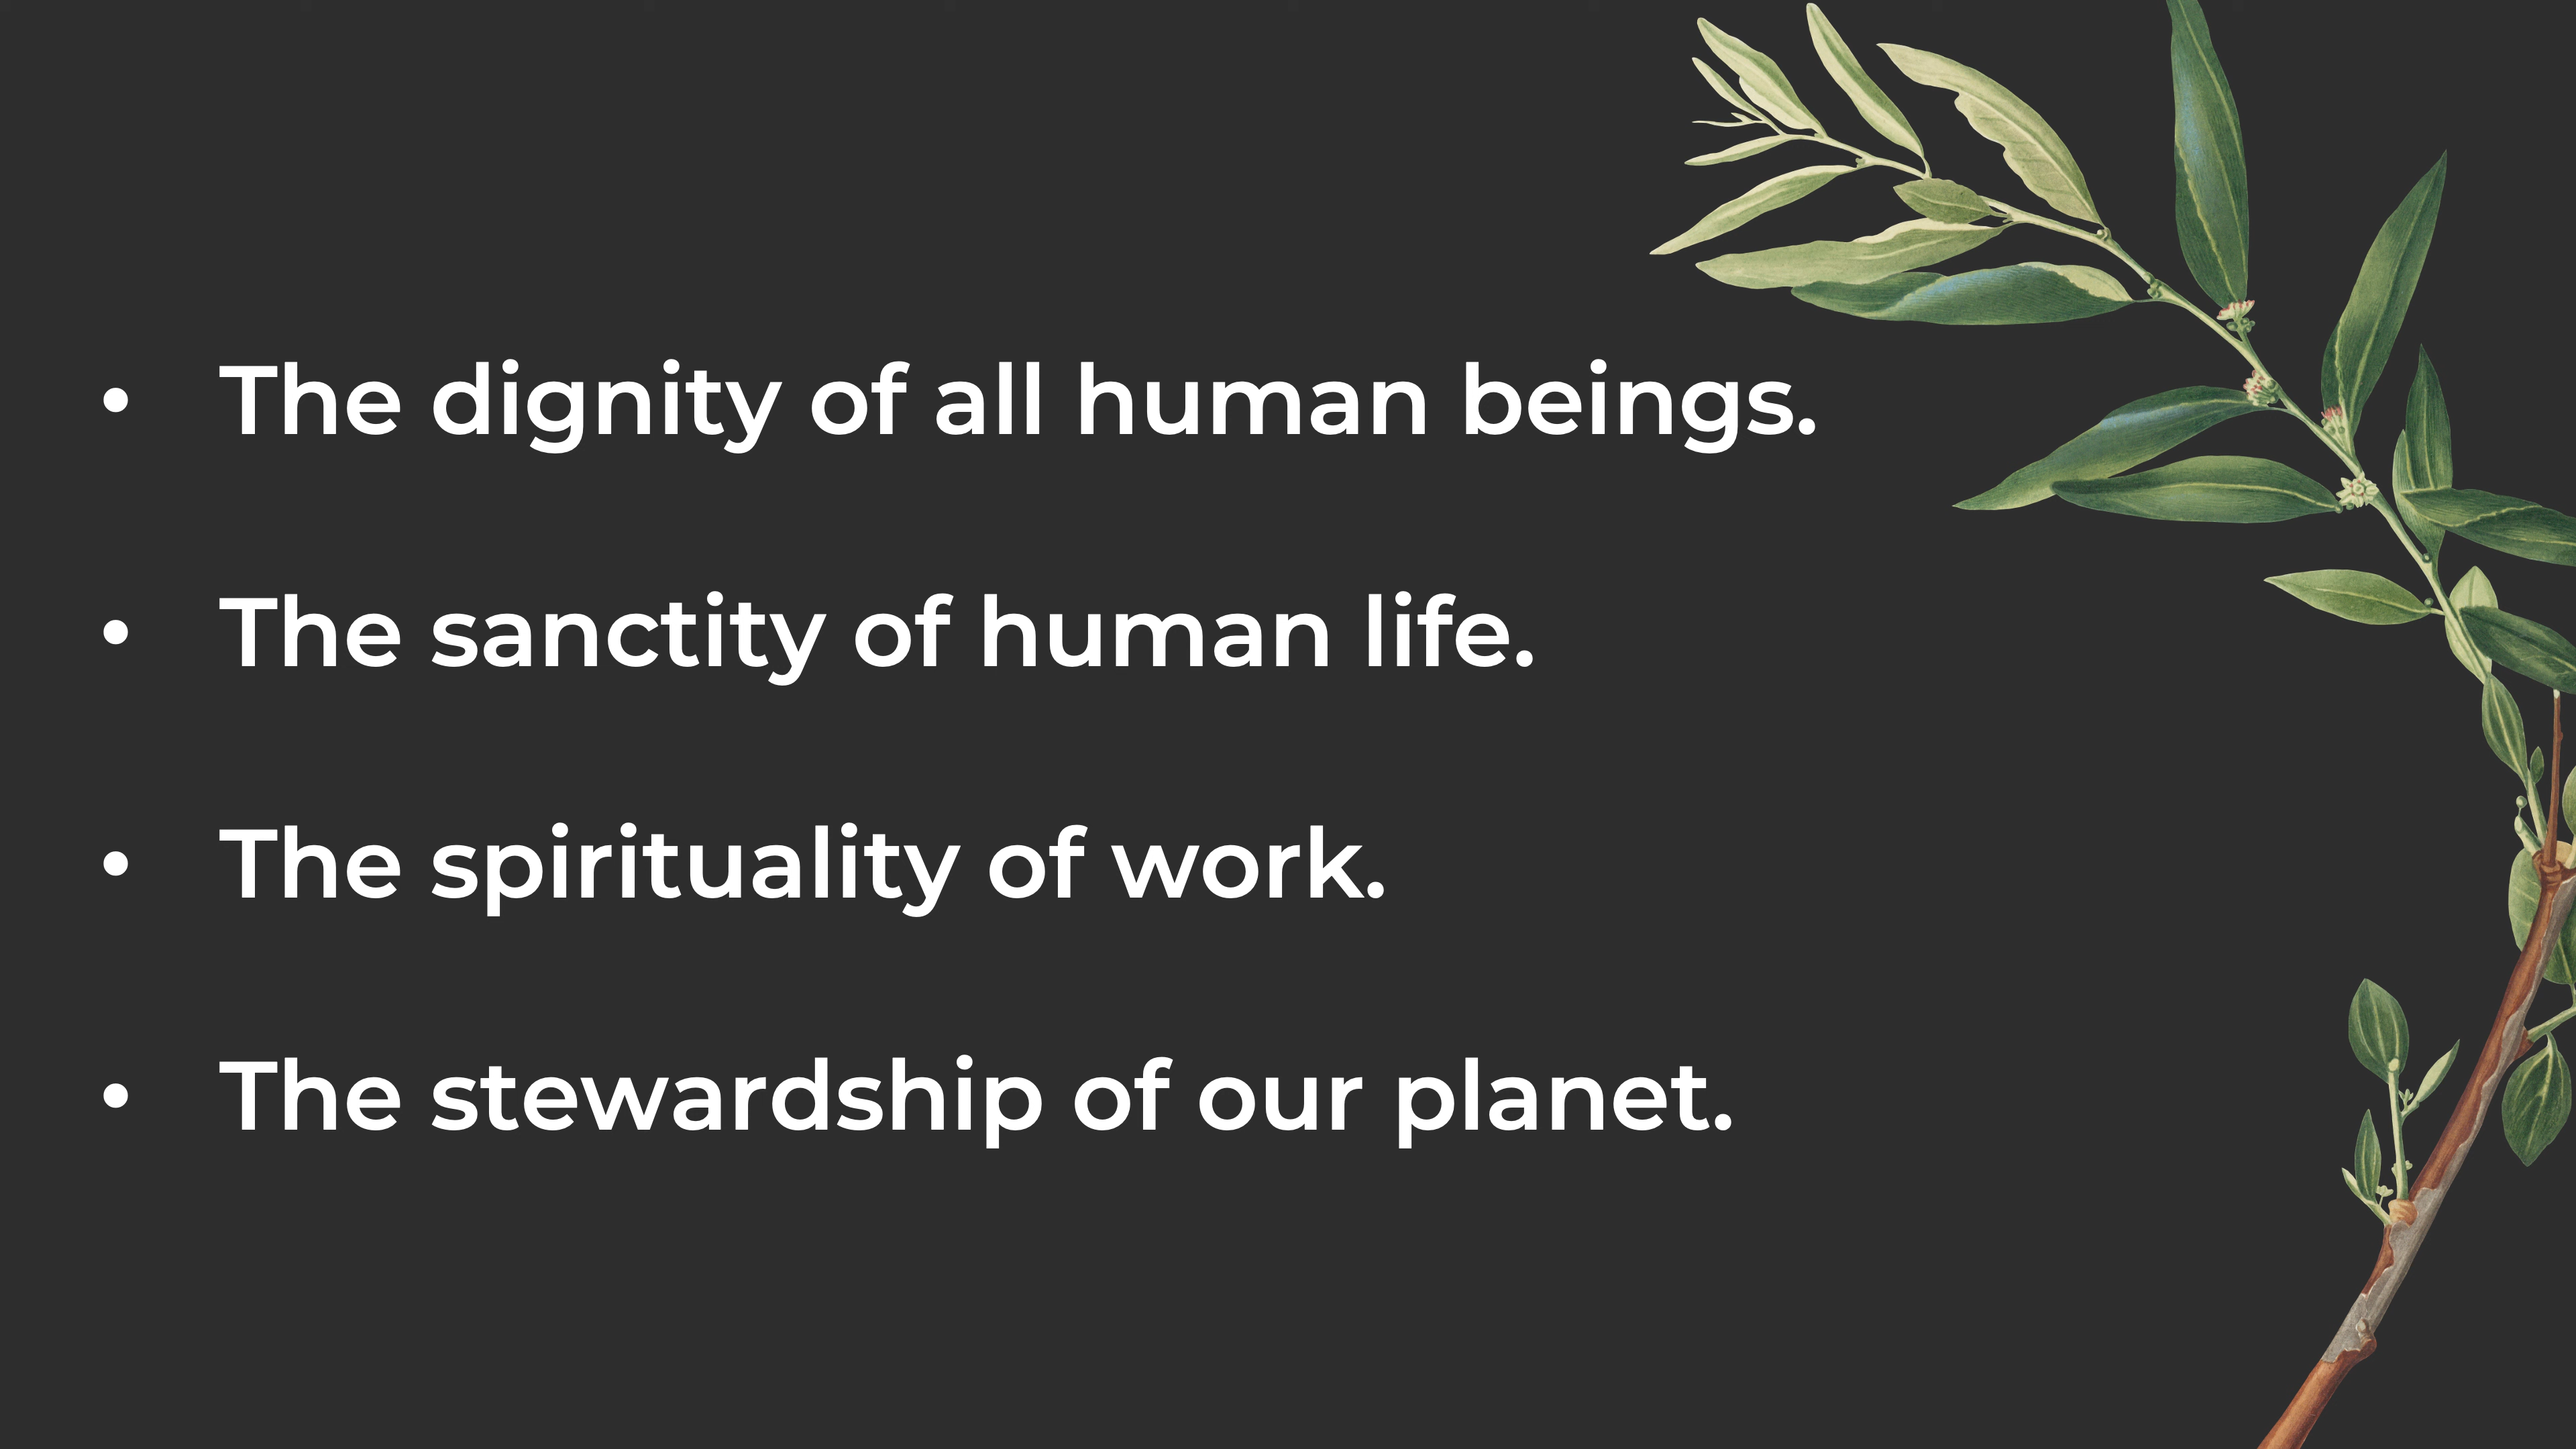 • The dignity of all human beings.
• The sanctity of human life.
• The spirituality of work.
• The stewardship of our planet.